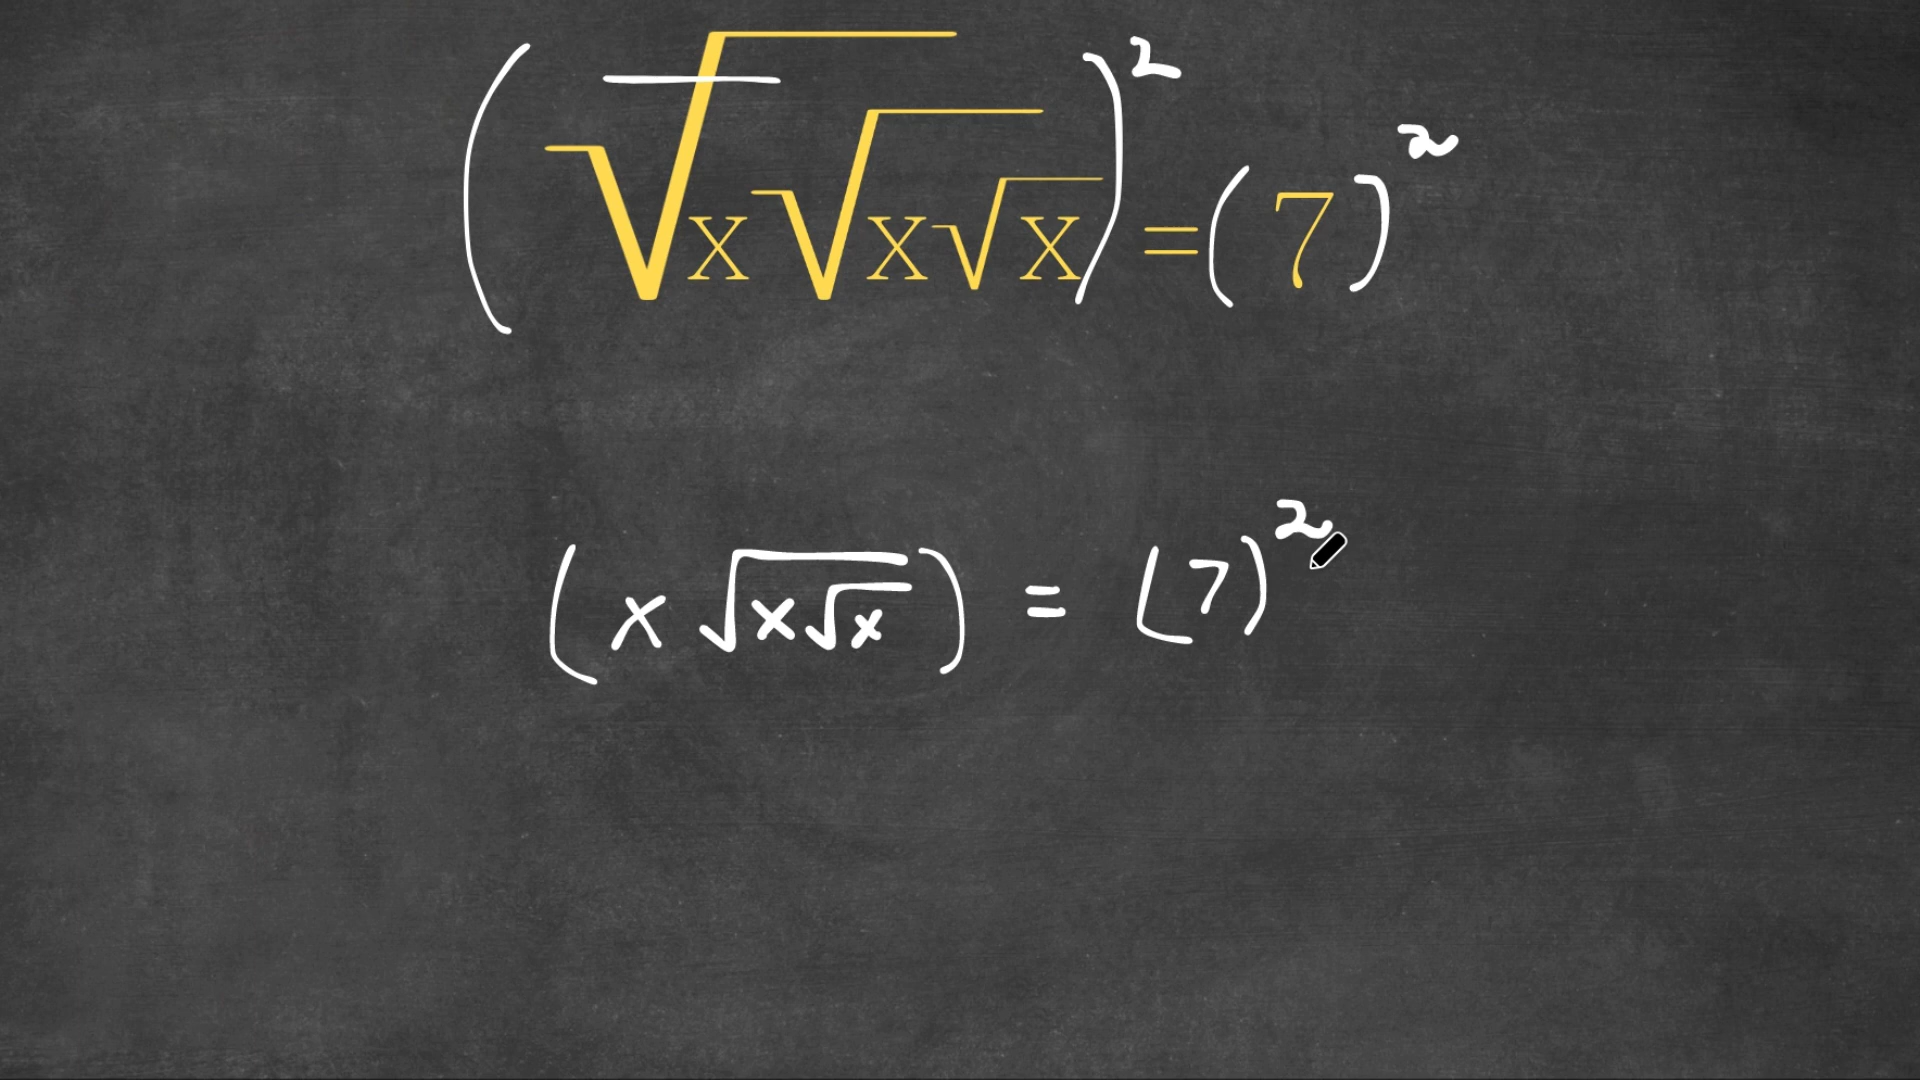 (√(x√(x√x)))² = (7)²
(x√(x√x)) = (7)²